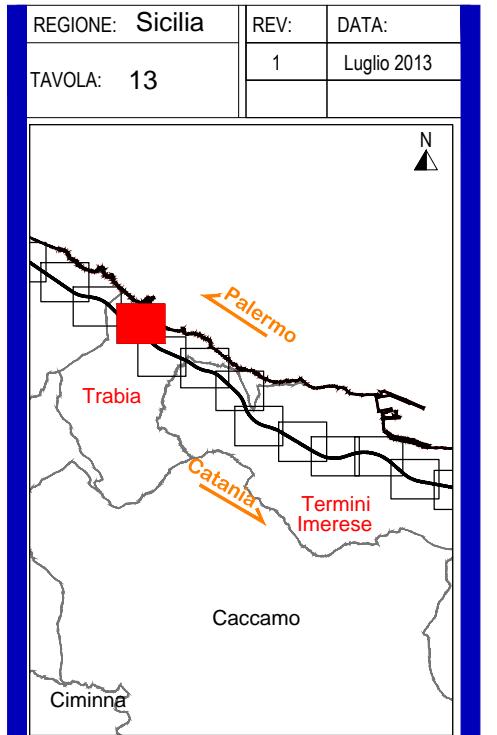 REGIONE: Sicilia
REV:
DATA:
1
Luglio 2013
TAVOLA: 13
N
Palermo
Trabia
Catania
Termini
Imerese
Caccamo
Ciminna